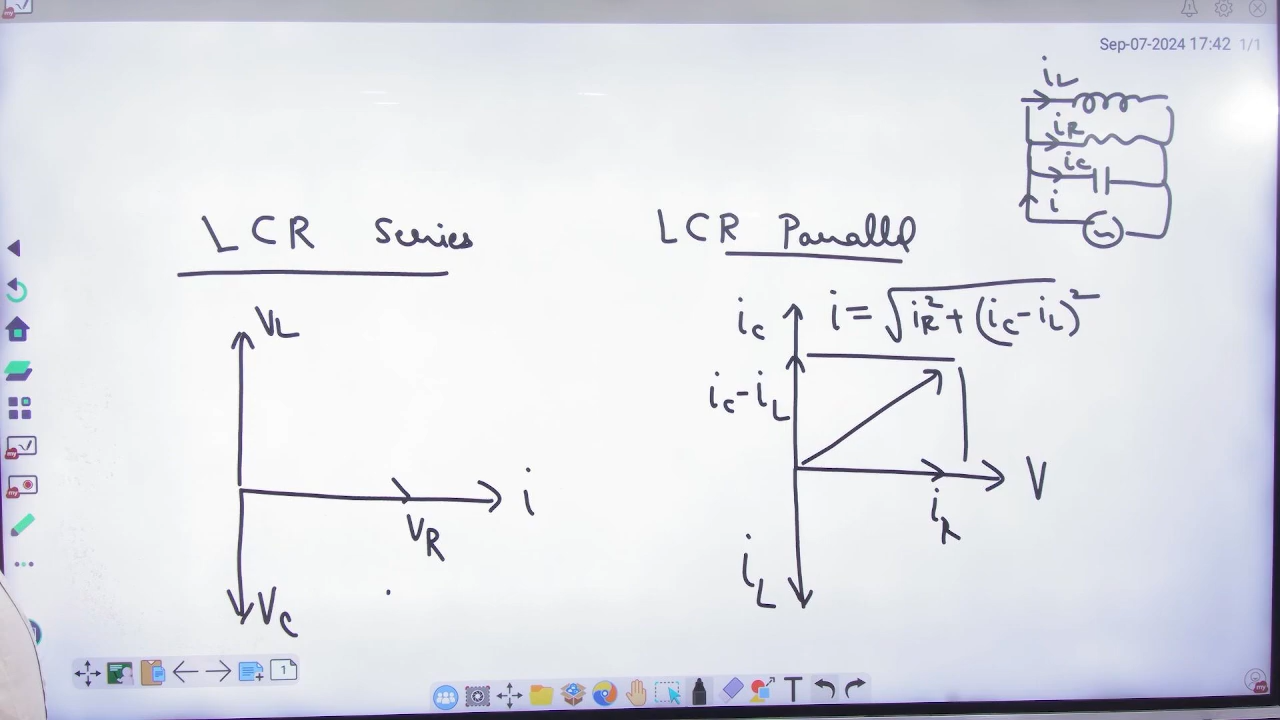 Sep-07-2024 17:42 1/1
iL
iR
ic
i
LCR Series
VL
i
VR
Vc
LCR Parallel
ic
i = √iR² + (ic - iL)²
ic - iL
V
iR
iL
1
T